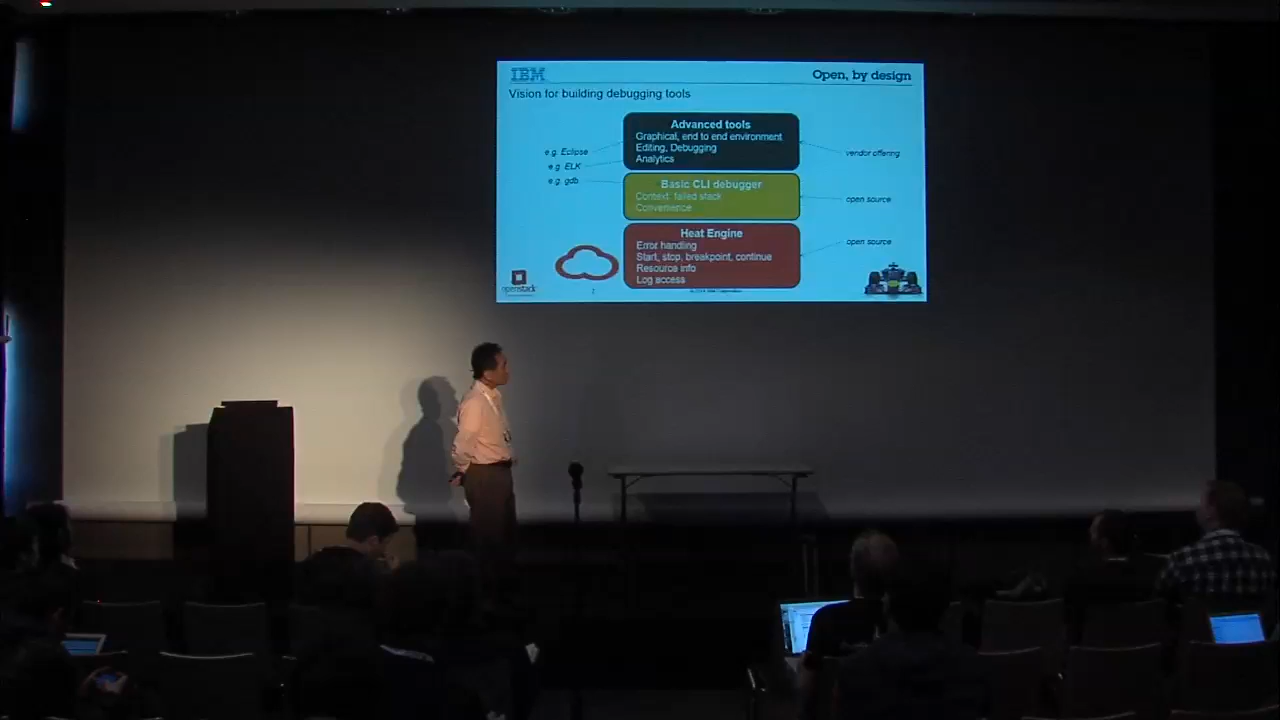 IBM
Open, by design
Vision for building debugging tools
Advanced tools
Graphical, end to end environment
Editing, Debugging
Analytics
e.g. Eclipse
e.g. ELK
e.g. gdb
vendor offering
Basic CLI debugger
Context: failed stack
Convenience
open source
Heat Engine
Error handling
Start, stop, breakpoint, continue
Resource info
Log access
open source
openstack